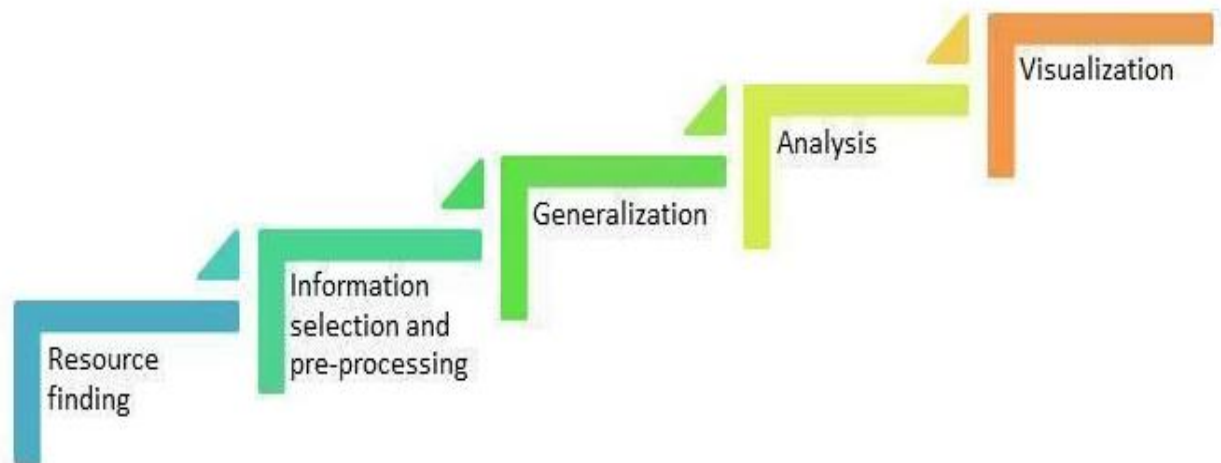 Resource
finding
Information
selection and
pre-processing
Generalization
Analysis
Visualization